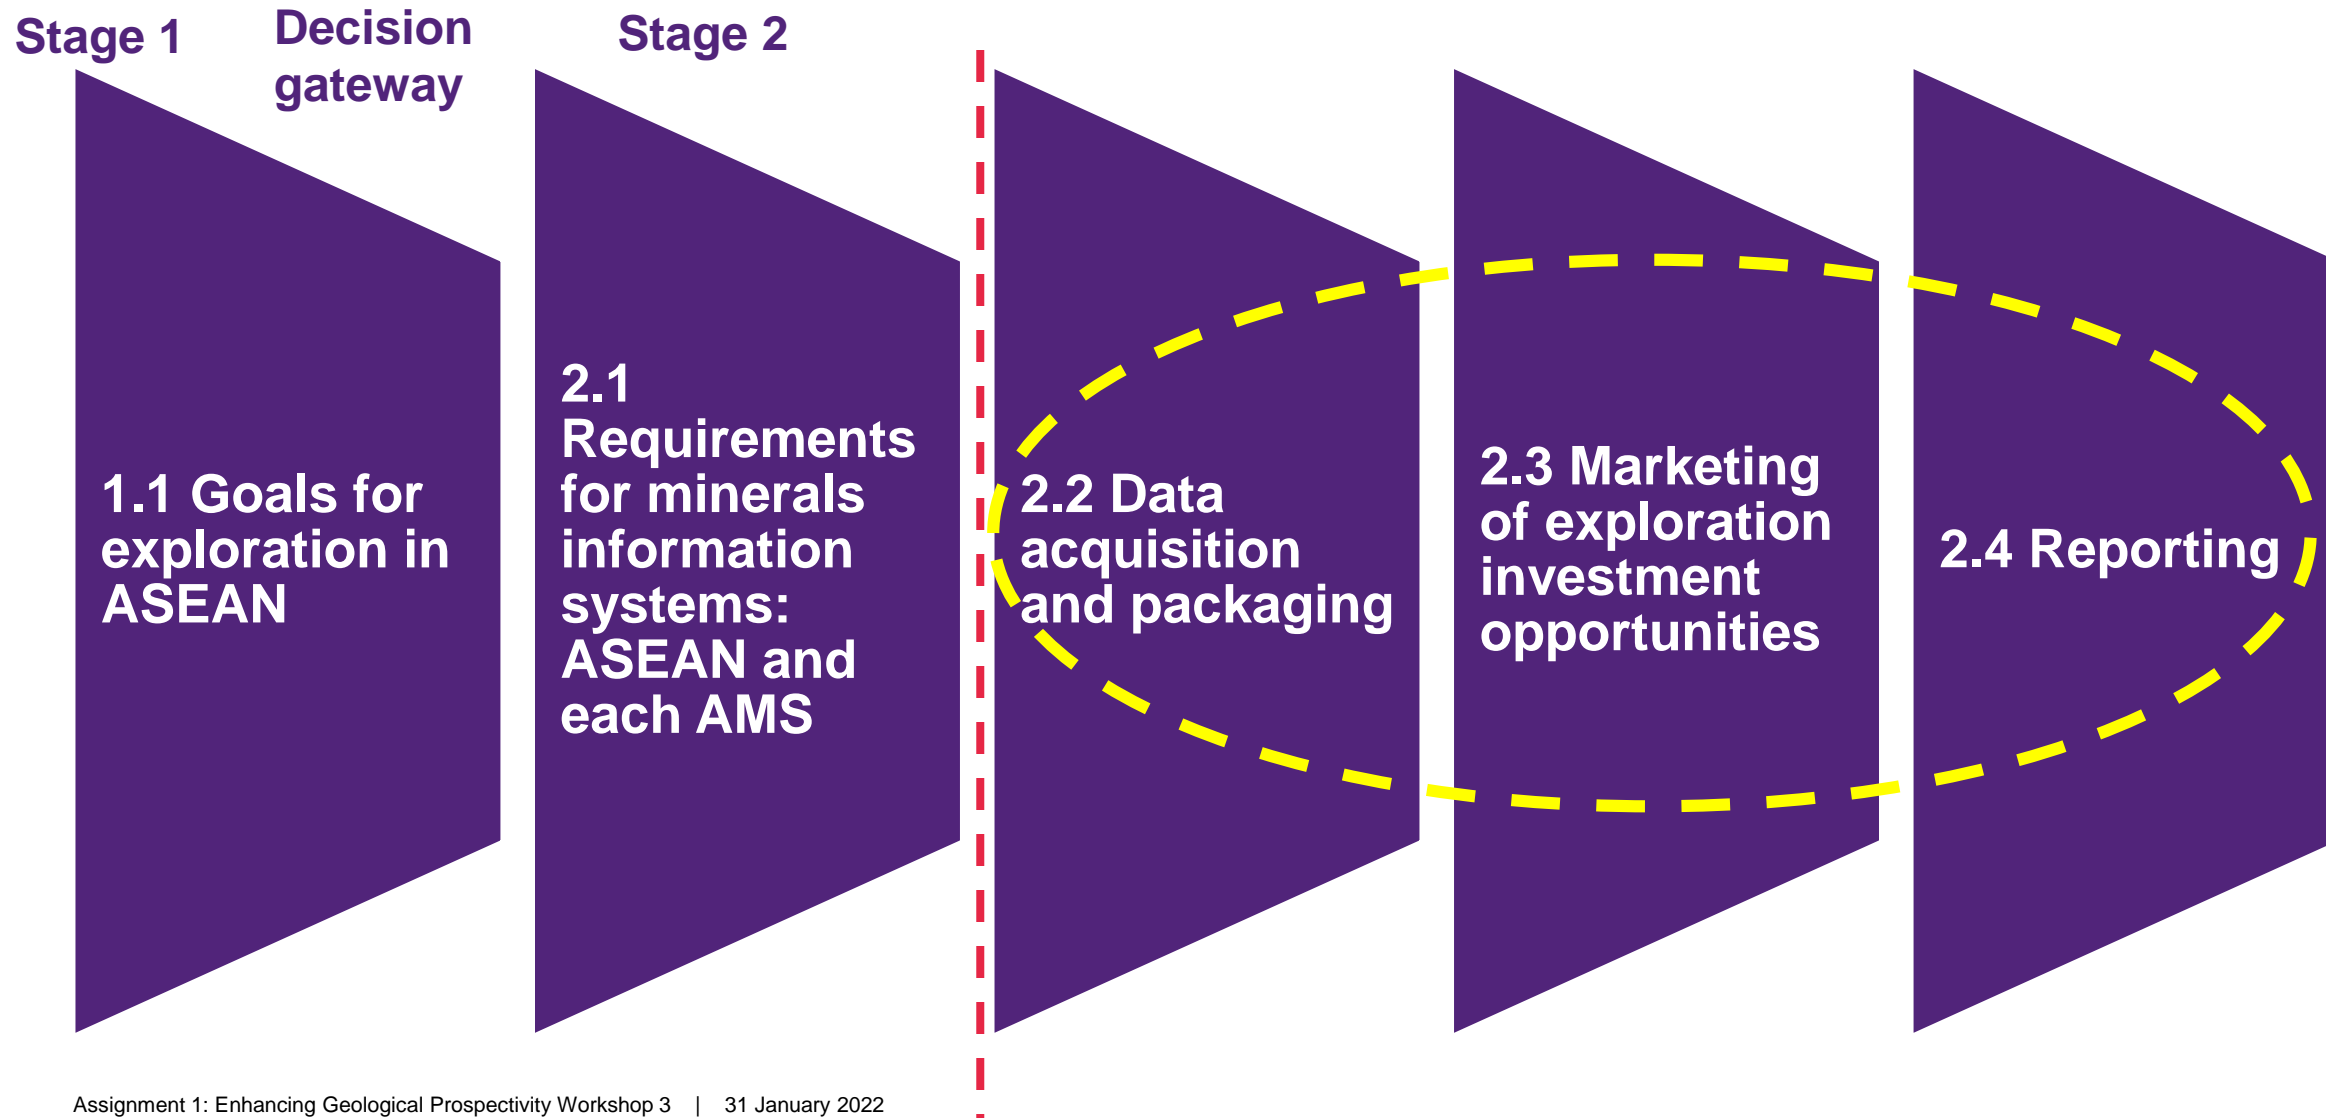 Stage 1
Decision
gateway
Stage 2
1.1 Goals for
exploration in
ASEAN
2.1
Requirements
for minerals
information
systems:
ASEAN and
each AMS
2.2 Data
acquisition
and packaging
2.3 Marketing
of exploration
investment
opportunities
2.4 Reporting
Assignment 1: Enhancing Geological Prospectivity Workshop 3 | 31 January 2022